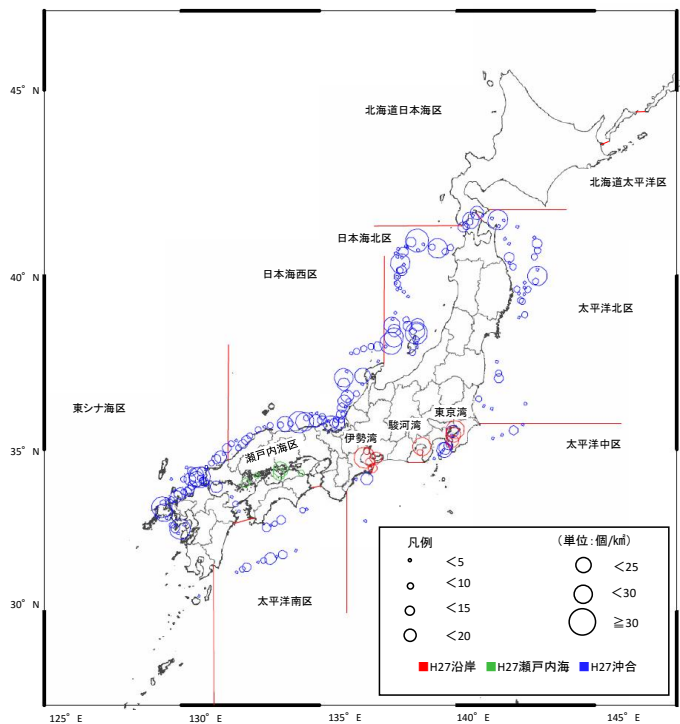 45° N
北海道日本海区
北海道太平洋区
日本海北区
40° N
日本海西区
太平洋北区
東シナ海区
東京湾
駿河湾
伊勢湾
瀬戸内海区
太平洋中区
35° N
凡例
(単位:個/㎢)
<5
<10
<15
<20
<25
<30
≧30
30° N
太平洋南区
■H27沿岸 ■H27瀬戸内海 ■H27沖合
125° E 130° E 135° E 140° E 145° E